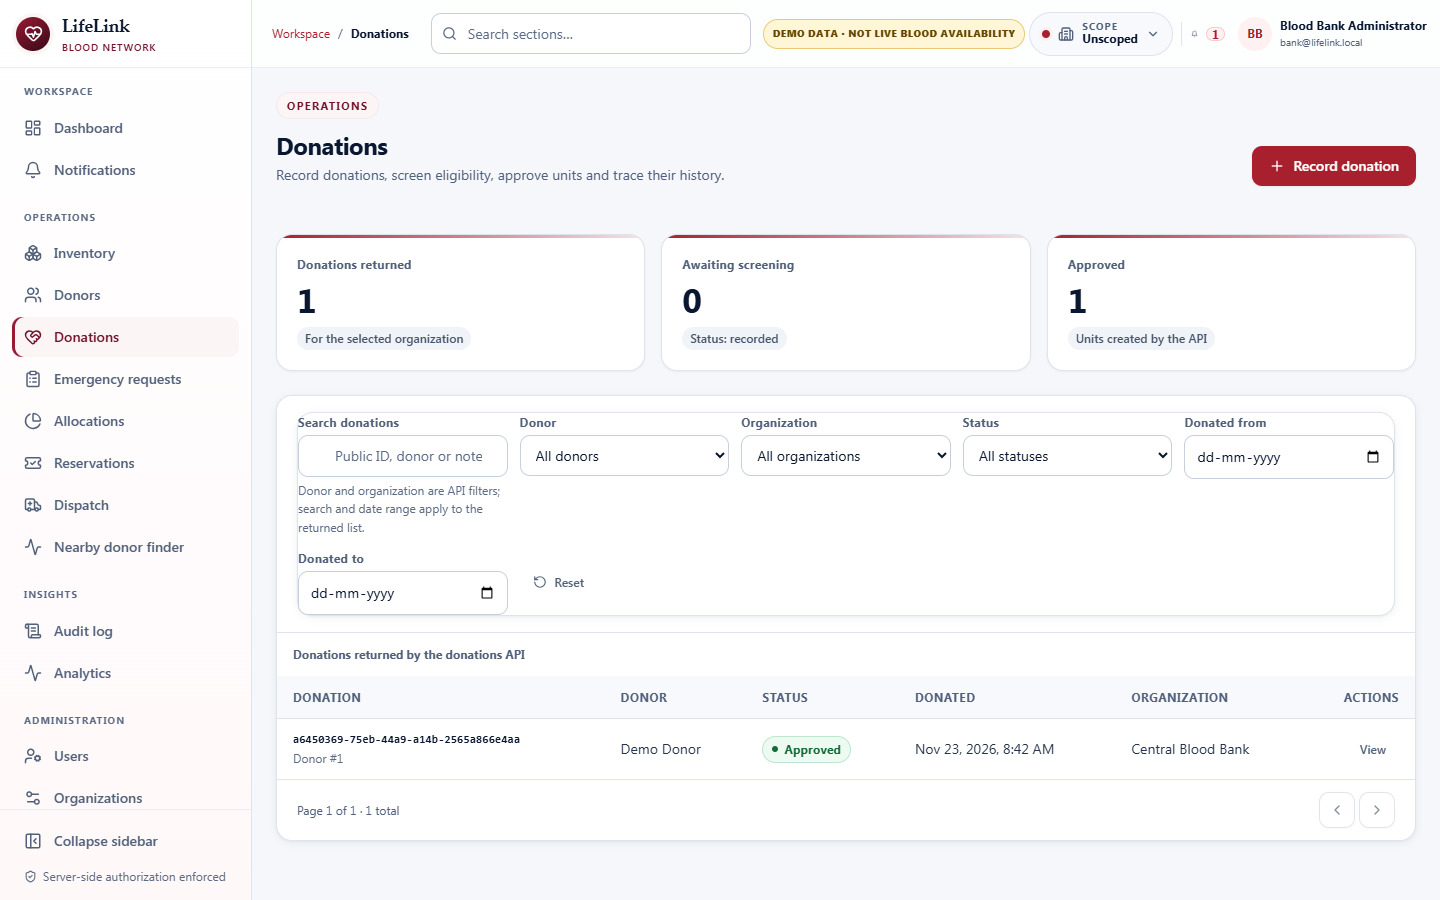 LifeLink
BLOOD NETWORK
WORKSPACE
Dashboard
Notifications
OPERATIONS
Inventory
Donors
Donations
Emergency requests
Allocations
Reservations
Dispatch
Nearby donor finder
INSIGHTS
Audit log
Analytics
ADMINISTRATION
Users
Organizations
Collapse sidebar
Server-side authorization enforced
Workspace / Donations
Search sections...
DEMO DATA · NOT LIVE BLOOD AVAILABILITY
SCOPE
Unscoped
1
BB
Blood Bank Administrator
bank@lifelink.local
OPERATIONS
Donations
Record donations, screen eligibility, approve units and trace their history.
Record donation
Donations returned
1
For the selected organization
Awaiting screening
0
Status: recorded
Approved
1
Units created by the API
Search donations
Public ID, donor or note
Donor and organization are API filters;
search and date range apply to the
returned list.
Donor
All donors
Organization
All organizations
Status
All statuses
Donated from
dd-mm-yyyy
Donated to
dd-mm-yyyy
Reset
Donations returned by the donations API
DONATION DONOR STATUS DONATED ORGANIZATION ACTIONS
a6450369-75eb-44a9-a14b-2565a866e4aa
Donor #1
Demo Donor Approved Nov 23, 2026, 8:42 AM Central Blood Bank View
Page 1 of 1 · 1 total